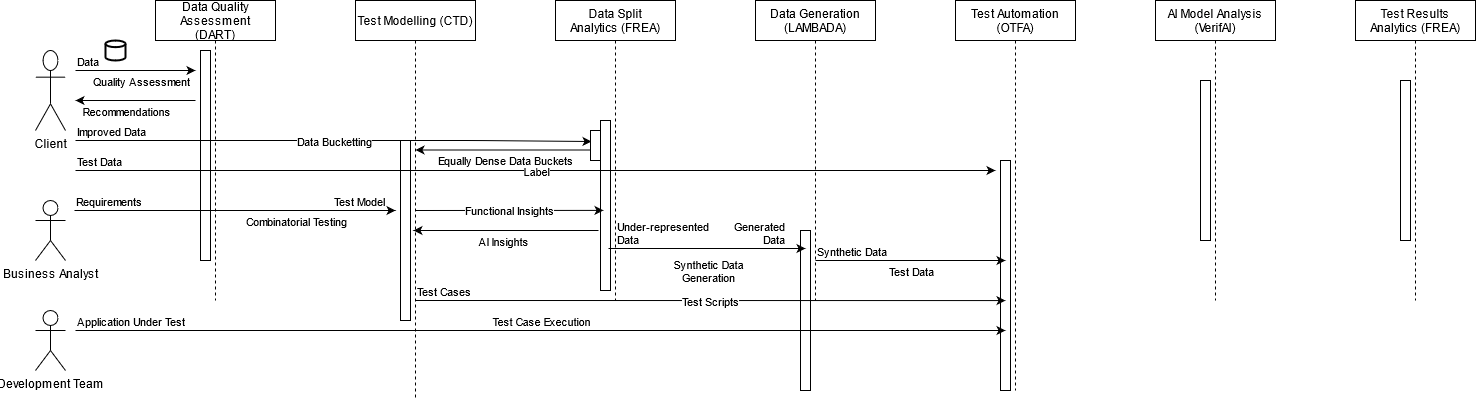 Data Quality
Assessment
(DART)
Test Modelling (CTD)
Data Split
Analytics (FREA)
Data Generation
(LAMBADA)
Test Automation
(OTFA)
AI Model Analysis
(VerifAI)
Test Results
Analytics (FREA)
Data
Quality Assessment
Recommendations
Client
Improved Data
Data Bucketting
Equally Dense Data Buckets
Test Data
Label
Requirements
Test Model
Combinatorial Testing
Functional Insights
AI Insights
Under-represented
Data
Generated
Data
Synthetic Data
Generation
Synthetic Data
Test Data
Business Analyst
Test Cases
Test Scripts
Application Under Test
Test Case Execution
Development Team